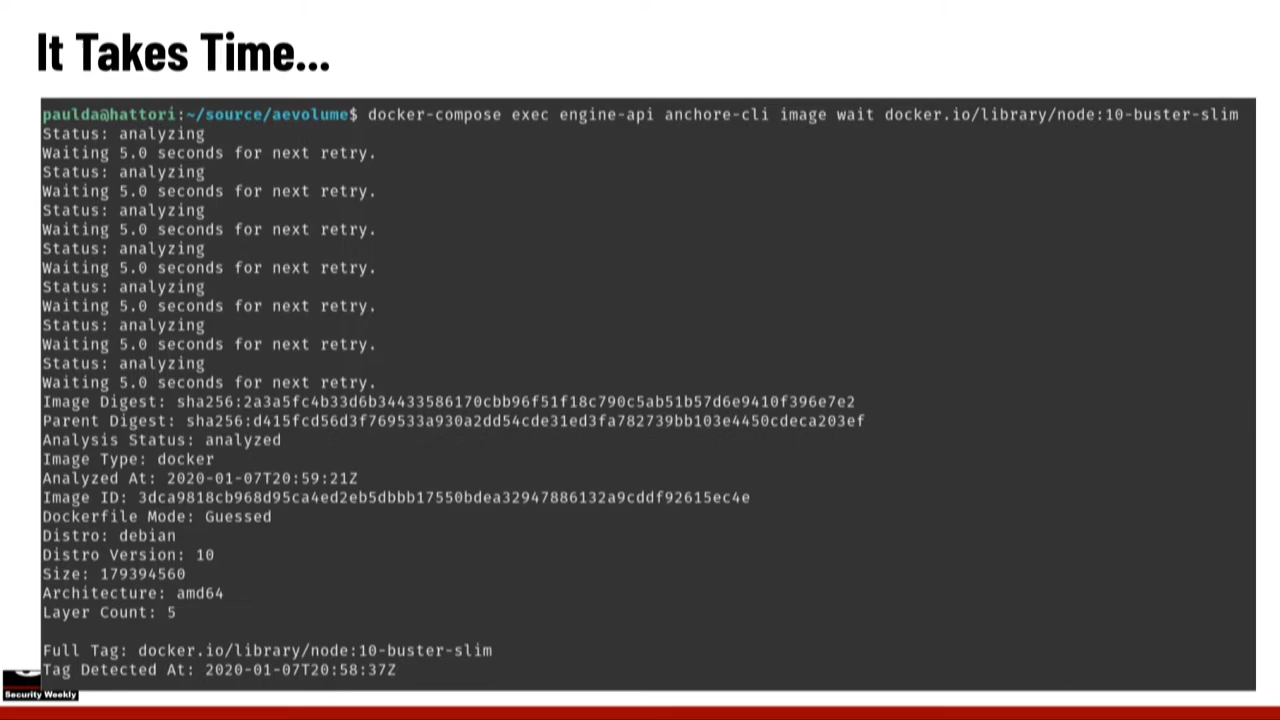 It Takes Time...
paulda@hattori:~/source/aevolume$ docker-compose exec engine-api anchore-cli image wait docker.io/library/node:10-buster-slim
Status: analyzing
Waiting 5.0 seconds for next retry.
Status: analyzing
Waiting 5.0 seconds for next retry.
Status: analyzing
Waiting 5.0 seconds for next retry.
Status: analyzing
Waiting 5.0 seconds for next retry.
Status: analyzing
Waiting 5.0 seconds for next retry.
Status: analyzing
Waiting 5.0 seconds for next retry.
Status: analyzing
Waiting 5.0 seconds for next retry.
Image Digest: sha256:2a3a5fc4b33d6b34433586170cbb96f51f18c790c5ab51b57d6e9410f396e7e2
Parent Digest: sha256:d415fcd56d3f769533a930a2dd54cde31ed3fa782739bb103e4450cdeca203ef
Analysis Status: analyzed
Image Type: docker
Analyzed At: 2020-01-07T20:59:21Z
Image ID: 3dca9818cb968d95ca4ed2eb5dbbb17550bdea32947886132a9cddf92615ec4e
Dockerfile Mode: Guessed
Distro: debian
Distro Version: 10
Size: 179394560
Architecture: amd64
Layer Count: 5
Full Tag: docker.io/library/node:10-buster-slim
Tag Detected At: 2020-01-07T20:58:37Z
Security Weekly